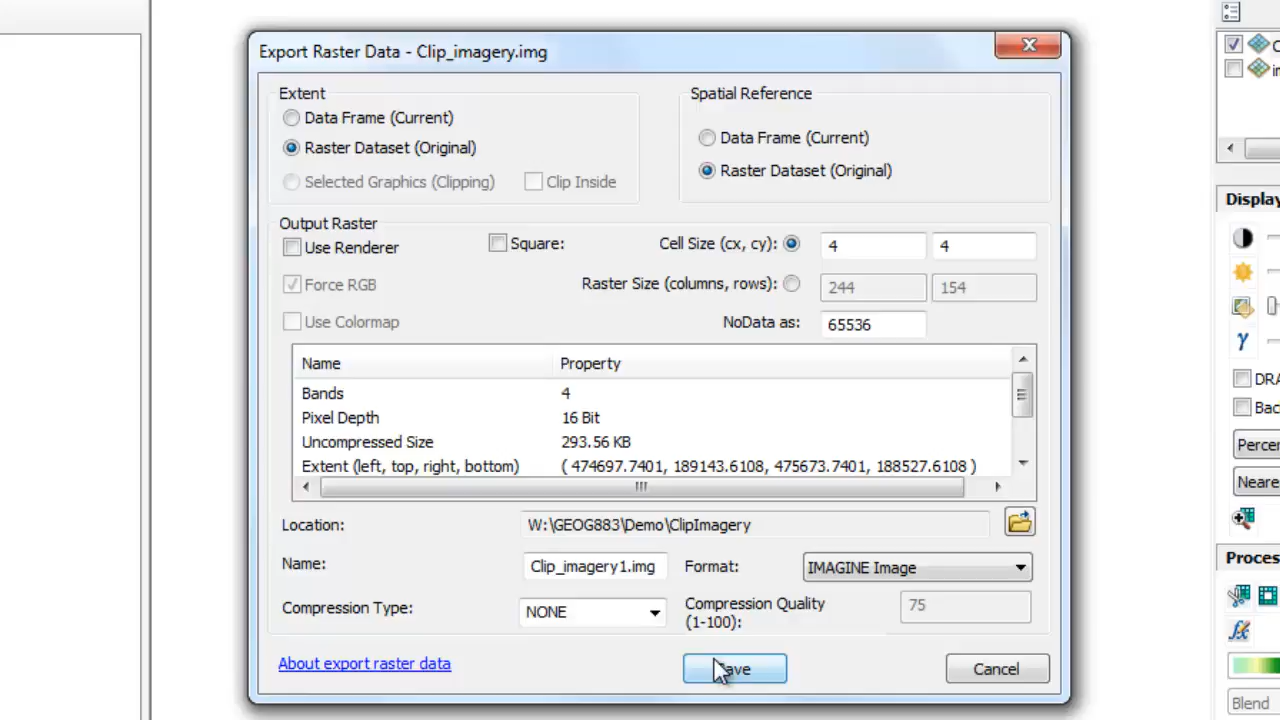 Export Raster Data - Clip_imagery.img
Extent
Data Frame (Current)
Raster Dataset (Original)
Selected Graphics (Clipping)
Clip Inside
Spatial Reference
Data Frame (Current)
Raster Dataset (Original)
Output Raster
Use Renderer
Square:
Cell Size (cx, cy):
4
4
Force RGB
Raster Size (columns, rows):
244
154
Use Colormap
NoData as:
65536
Name
Property
Bands
4
Pixel Depth
16 Bit
Uncompressed Size
293.56 KB
Extent (left, top, right, bottom)
( 474697.7401, 189143.6108, 475673.7401, 188527.6108 )
Location:
W:\GEOG883\Demo\ClipImagery
Name:
Clip_imagery1.img
Format:
IMAGINE Image
Compression Type:
NONE
Compression Quality
(1-100):
75
About export raster data
Save
Cancel
Display
DRA
Percen
Neare
Proces
Blend